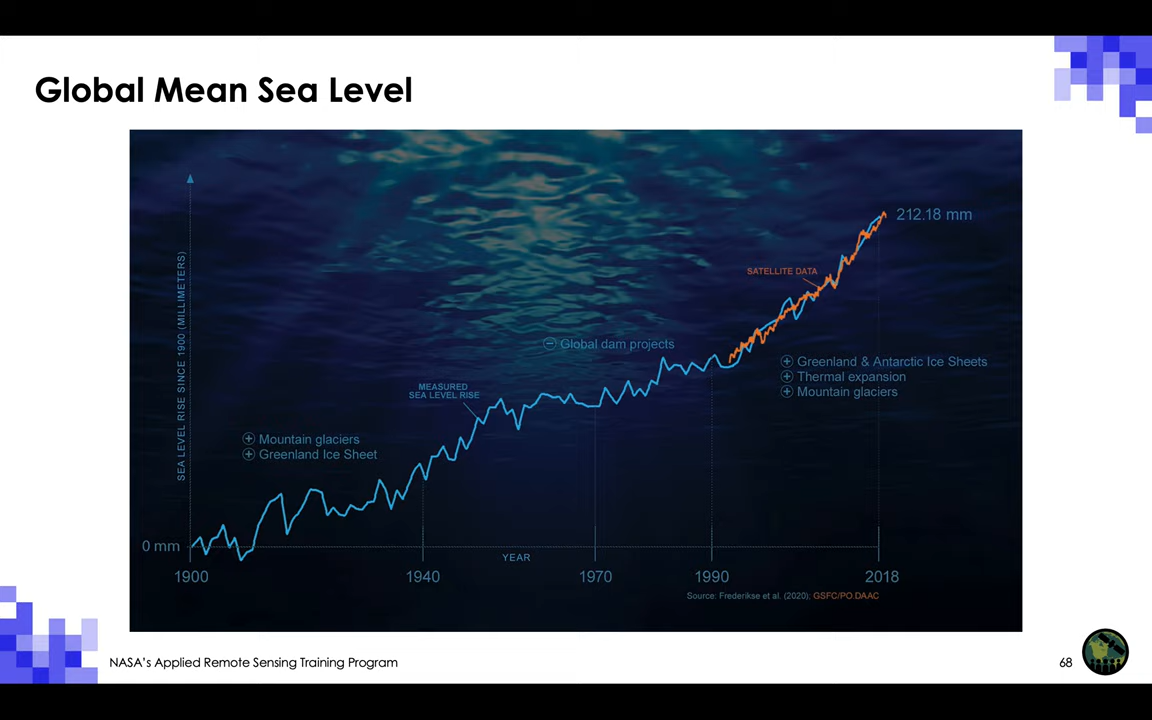 Global Mean Sea Level
SEA LEVEL RISE SINCE 1900 (MILLIMETERS)
212.18 mm
SATELLITE DATA
⊖ Global dam projects
⊕ Greenland & Antarctic Ice Sheets
⊕ Thermal expansion
⊕ Mountain glaciers
MEASURED
SEA LEVEL RISE
⊕ Mountain glaciers
⊕ Greenland Ice Sheet
0 mm
YEAR
1900 1940 1970 1990 2018
Source: Frederikse et al. (2020); GSFC/PO.DAAC
NASA's Applied Remote Sensing Training Program
68